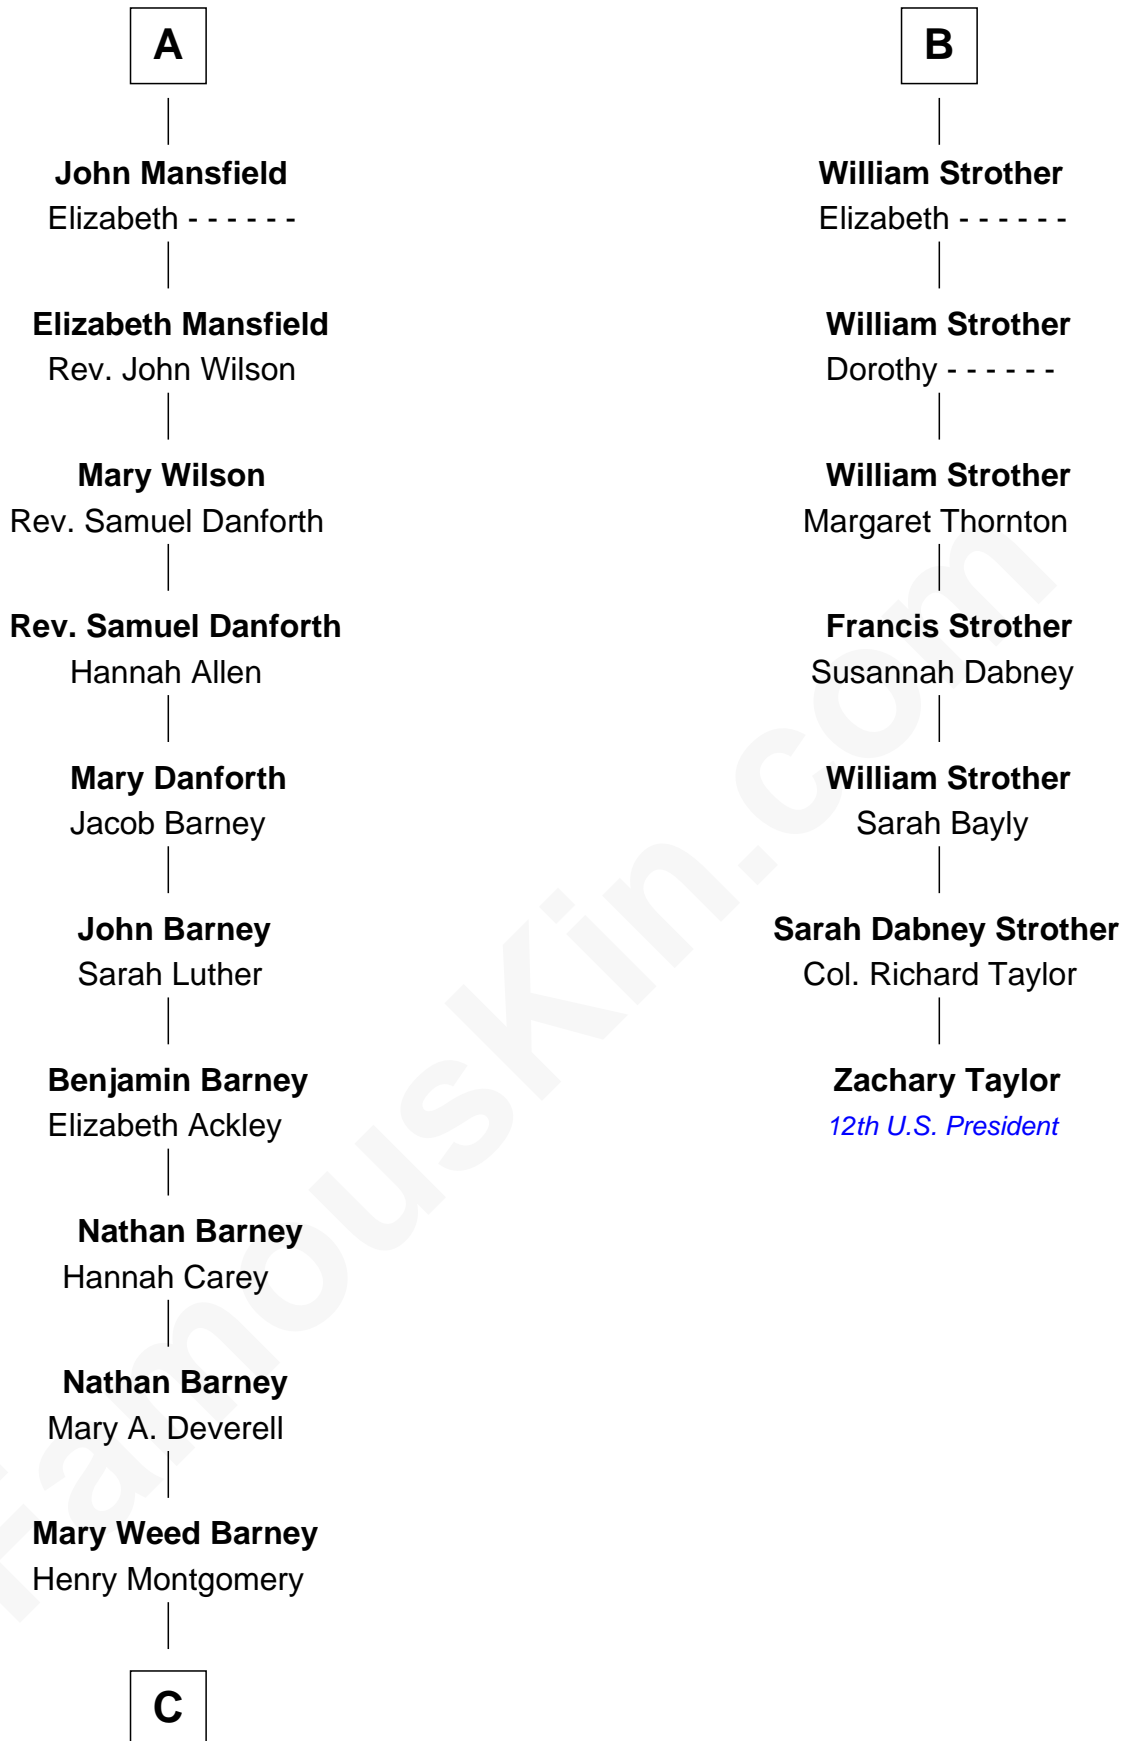 A
John Mansfield
Elizabeth - - - - - -
Elizabeth Mansfield
Rev. John Wilson
Mary Wilson
Rev. Samuel Danforth
Rev. Samuel Danforth
Hannah Allen
Mary Danforth
Jacob Barney
John Barney
Sarah Luther
Benjamin Barney
Elizabeth Ackley
Nathan Barney
Hannah Carey
Nathan Barney
Mary A. Deverell
Mary Weed Barney
Henry Montgomery
C
B
William Strother
Elizabeth - - - - - -
William Strother
Dorothy - - - - - -
William Strother
Margaret Thornton
Francis Strother
Susannah Dabney
William Strother
Sarah Bayly
Sarah Dabney Strother
Col. Richard Taylor
Zachary Taylor
12th U.S. President
FamousKin.com